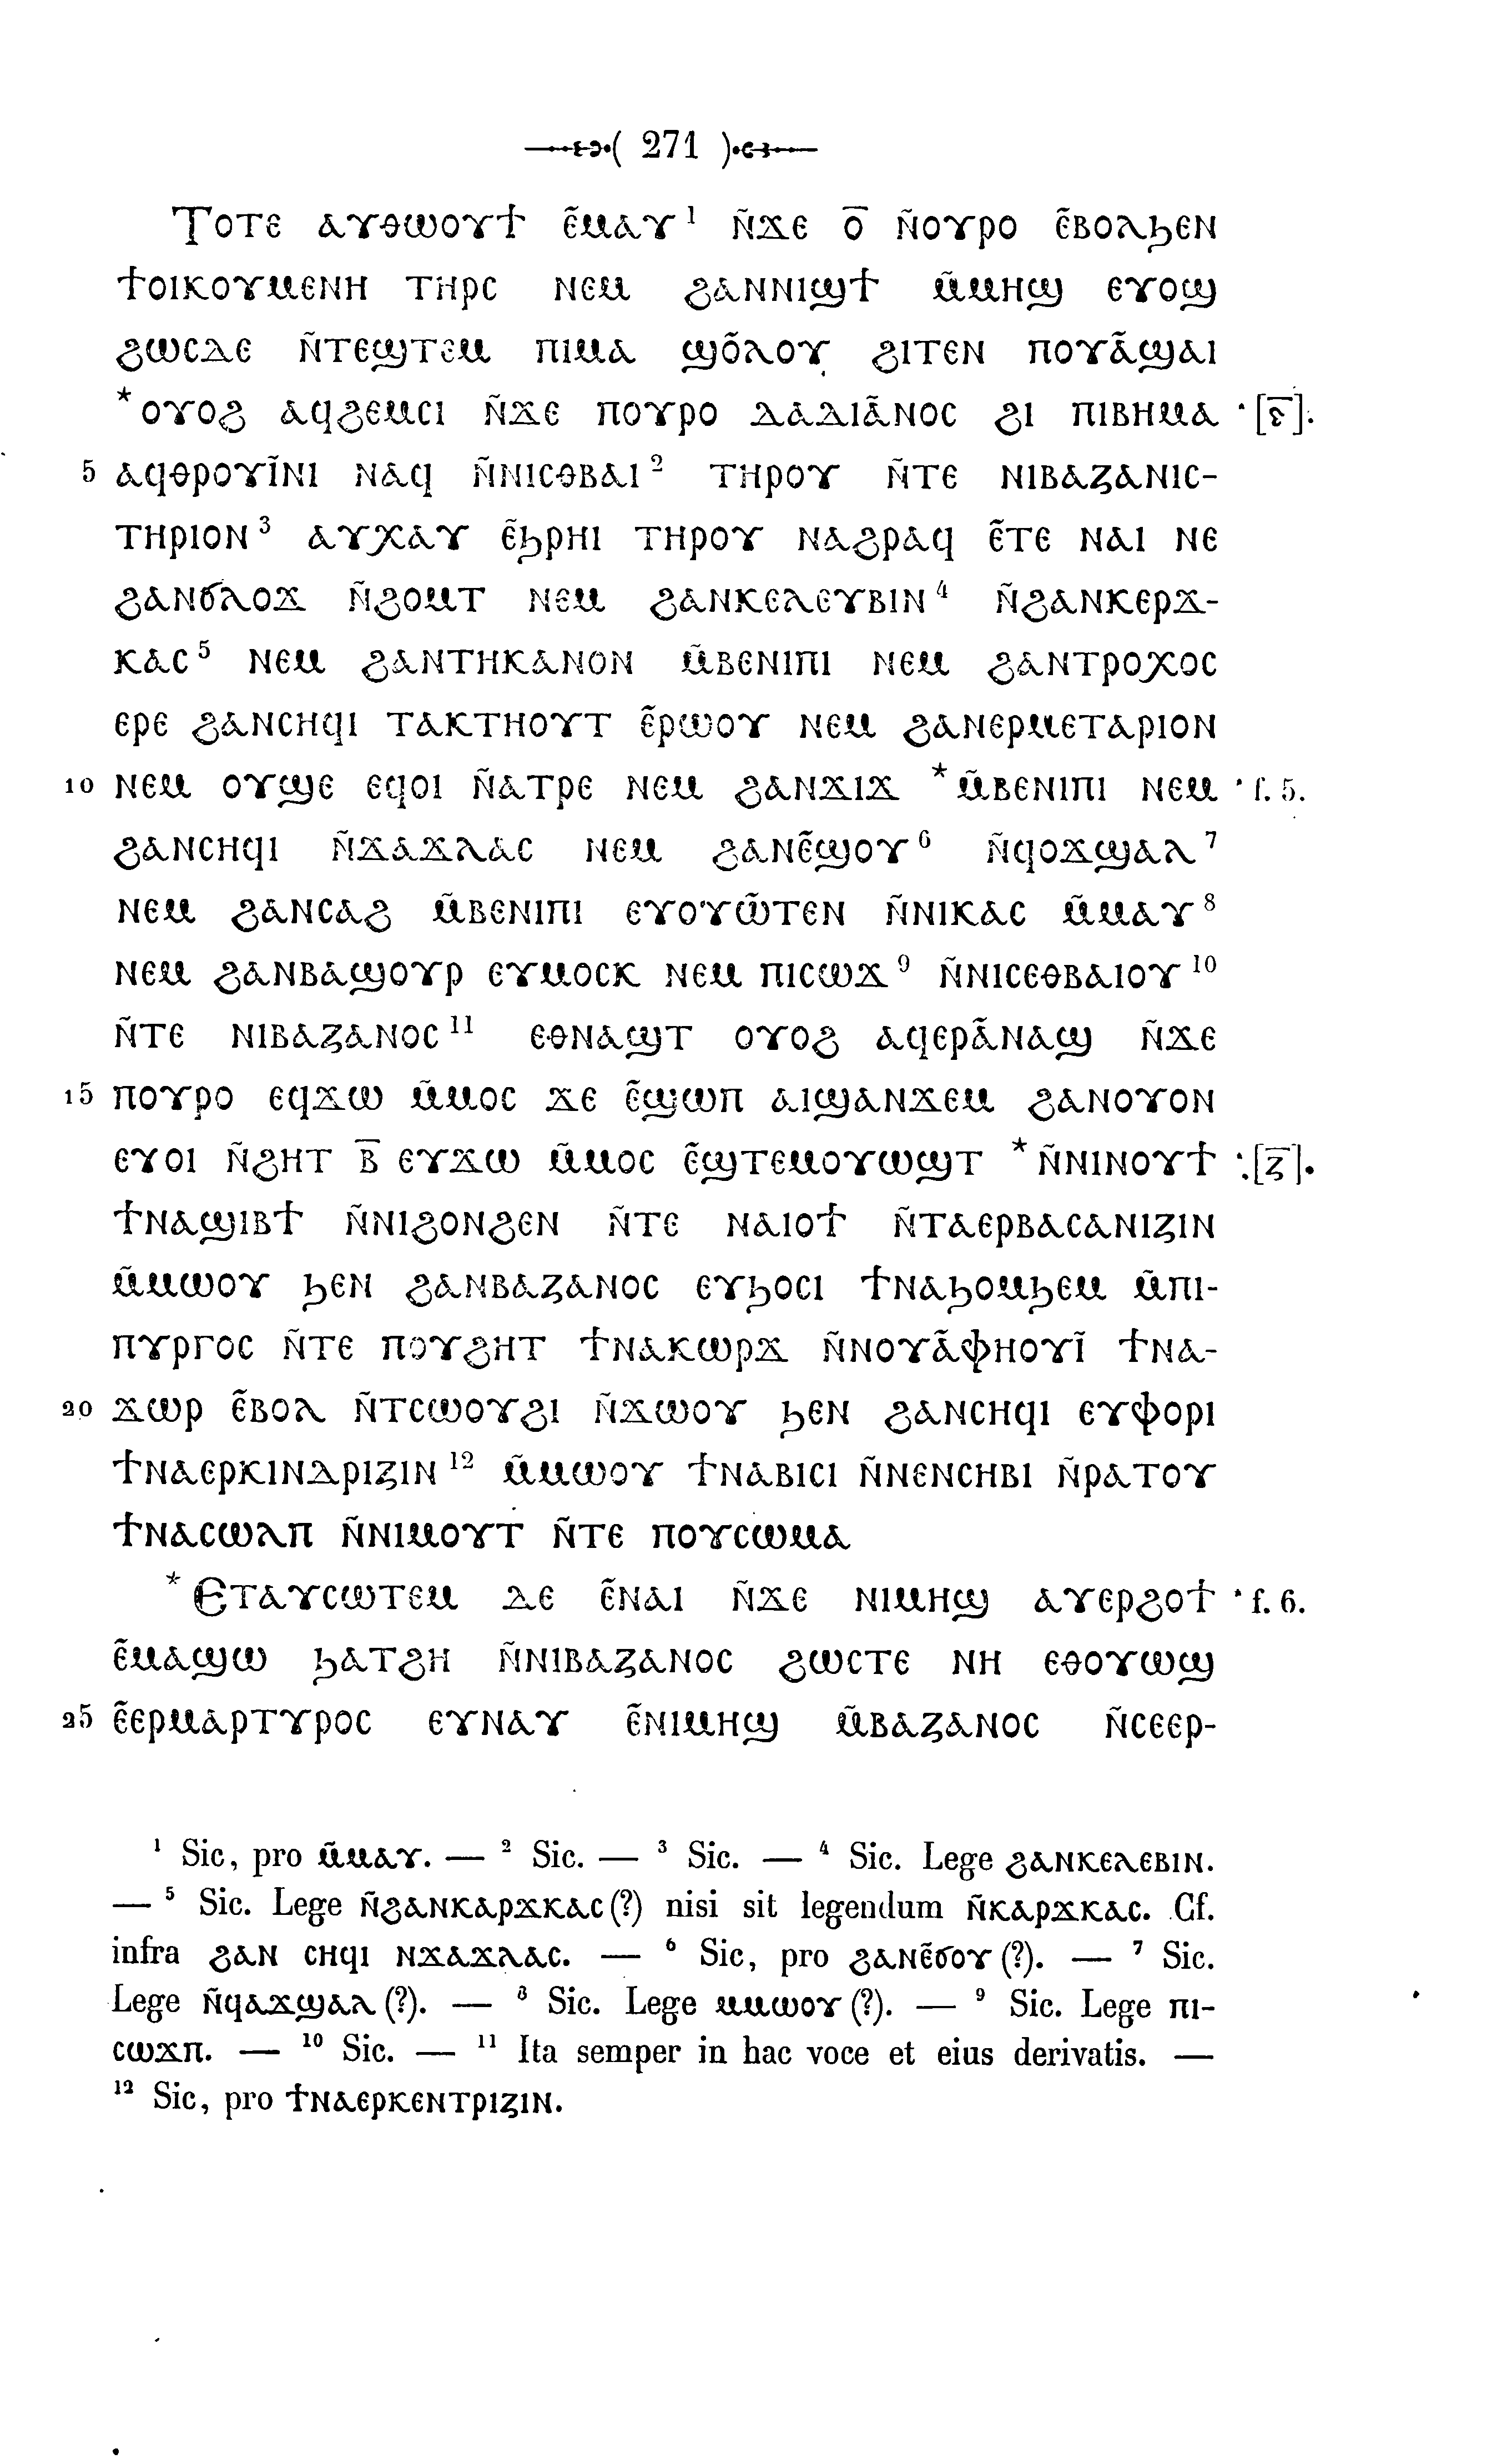 ( 271 )
Ⲧⲟⲧⲉ ⲁⲩⲑⲱⲟⲩϯ ⲉ̃ⲙⲁⲩ¹ ⲛ̃ϫⲉ ⲟ̅ ⲛ̃ⲟⲩⲣⲟ ⲉ̃ⲃⲟⲗϧⲉⲛ
ϯⲟⲓⲕⲟⲩⲙⲉⲛⲏ ⲧⲏⲣⲥ ⲛⲉⲙ ϩⲁⲛⲛⲓϣϯ ⲙ̃ⲙⲏϣ ⲉⲩⲟϣ
ϩⲱⲥⲇⲉ ⲛ̃ⲧⲉϣⲧⲉⲙ ⲡⲓⲙⲁ ϣⲟ̃ⲗⲟⲩ ϩⲓⲧⲉⲛ ⲡⲟⲩⲁ̃ϣⲁⲓ
*ⲟⲩⲟϩ ⲁϥϩⲉⲙⲥⲓ ⲛ̃ϫⲉ ⲡⲟⲩⲣⲟ ⲇⲁⲇⲓⲁ̃ⲛⲟⲥ ϩⲓ ⲡⲓⲃⲏⲙⲁ * [ⲋ̅].
5 ⲁϥⲑⲣⲟⲩⲓ̃ⲛⲓ ⲛⲁϥ ⲛ̃ⲛⲓⲥⲑⲃⲁⲓ² ⲧⲏⲣⲟⲩ ⲛ̃ⲧⲉ ⲛⲓⲃⲁⲍⲁⲛⲓⲥ-
ⲧⲏⲣⲓⲟⲛ³ ⲁⲩⲭⲁⲩ ⲉ̃ϧⲣⲏⲓ ⲧⲏⲣⲟⲩ ⲛⲁϩⲣⲁϥ ⲉ̃ⲧⲉ ⲛⲁⲓ ⲛⲉ
ϩⲁⲛϭⲗⲟϫ ⲛ̃ϩⲟⲙⲧ ⲛⲉⲙ ϩⲁⲛⲕⲉⲗⲉⲩⲃⲓⲛ⁴ ⲛ̃ϩⲁⲛⲕⲉⲣϫ-
ⲕⲁⲥ⁵ ⲛⲉⲙ ϩⲁⲛⲧⲏⲕⲁⲛⲟⲛ ⲙ̃ⲃⲉⲛⲓⲡⲓ ⲛⲉⲙ ϩⲁⲛⲧⲣⲟⲭⲟⲥ
ⲉⲣⲉ ϩⲁⲛⲥⲏϥⲓ ⲧⲁⲕⲧⲏⲟⲩⲧ ⲉ̃ⲣⲱⲟⲩ ⲛⲉⲙ ϩⲁⲛⲉⲣⲙⲉⲧⲁⲣⲓⲟⲛ
10 ⲛⲉⲙ ⲟⲩϣⲉ ⲉϥⲟⲓ ⲛ̃ⲁⲧⲣⲉ ⲛⲉⲙ ϩⲁⲛϫⲓϫ *ⲙ̃ⲃⲉⲛⲓⲡⲓ ⲛⲉⲙ * f. 5.
ϩⲁⲛⲥⲏϥⲓ ⲛ̃ϫⲁϫⲗⲁⲥ ⲛⲉⲙ ϩⲁⲛⲉ̃ϣⲟⲩ⁶ ⲛ̃ϥⲟϫϣⲁⲗ⁷
ⲛⲉⲙ ϩⲁⲛⲥⲁϩ ⲙ̃ⲃⲉⲛⲓⲡⲓ ⲉⲩⲟⲩⲱ̃ⲧⲉⲛ ⲛ̃ⲛⲓⲕⲁⲥ ⲙ̃ⲙⲁⲩ⁸
ⲛⲉⲙ ϩⲁⲛⲃⲁϣⲟⲩⲣ ⲉⲩⲙⲟⲥⲕ ⲛⲉⲙ ⲡⲓⲥⲱϫ⁹ ⲛ̃ⲛⲓⲥⲉⲑⲃⲁⲓⲟⲩ¹⁰
ⲛ̃ⲧⲉ ⲛⲓⲃⲁⲍⲁⲛⲟⲥ¹¹ ⲉⲑⲛⲁϣⲧ ⲟⲩⲟϩ ⲁϥⲉⲣⲁ̃ⲛⲁϣ ⲛ̃ϫⲉ
15 ⲡⲟⲩⲣⲟ ⲉϥϫⲱ ⲙ̃ⲙⲟⲥ ϫⲉ ⲉ̃ϣⲱⲡ ⲁⲓϣⲁⲛϫⲉⲙ ϩⲁⲛⲟⲩⲟⲛ
ⲉⲩⲟⲓ ⲛ̃ϩⲏⲧ ⲃ̅ ⲉⲩϫⲱ ⲙ̃ⲙⲟⲥ ⲉ̃ϣⲧⲉⲙⲟⲩⲱϣⲧ *ⲛ̃ⲛⲓⲛⲟⲩϯ * [ⲍ̅].
ϯⲛⲁϣⲓⲃϯ ⲛ̃ⲛⲓϩⲟⲛϩⲉⲛ ⲛ̃ⲧⲉ ⲛⲁⲓⲟϯ ⲛ̃ⲧⲁⲉⲣⲃⲁⲥⲁⲛⲓⲍⲓⲛ
ⲙ̃ⲙⲱⲟⲩ ϧⲉⲛ ϩⲁⲛⲃⲁⲍⲁⲛⲟⲥ ⲉⲩϧⲟⲥⲓ ϯⲛⲁϧⲟⲙϧⲉⲙ ⲙ̃ⲡⲓ-
ⲡⲩⲣⲅⲟⲥ ⲛ̃ⲧⲉ ⲡⲟⲩϩⲏⲧ ϯⲛⲁⲕⲱⲣϫ ⲛ̃ⲛⲟⲩⲁ̃ⲫⲏⲟⲩⲓ̃ ϯⲛⲁ-
20 ϫⲱⲣ ⲉ̃ⲃⲟⲗ ⲛ̃ⲧⲥⲱⲟⲩϩⲓ ⲛ̃ϫⲱⲟⲩ ϧⲉⲛ ϩⲁⲛⲥⲏϥⲓ ⲉⲩⲫⲟⲣⲓ
ϯⲛⲁⲉⲣⲕⲓⲛⲇⲣⲓⲍⲓⲛ¹² ⲙ̃ⲙⲱⲟⲩ ϯⲛⲁⲃⲓⲥⲓ ⲛ̃ⲛⲉⲛⲥⲏⲃⲓ ⲛ̃ⲣⲁⲧⲟⲩ
ϯⲛⲁⲥⲱⲗⲡ ⲛ̃ⲛⲓⲙⲟⲩⲧ ⲛ̃ⲧⲉ ⲡⲟⲩⲥⲱⲙⲁ
*Ⲉⲧⲁⲩⲥⲱⲧⲉⲙ ⲇⲉ ⲉ̃ⲛⲁⲓ ⲛ̃ϫⲉ ⲛⲓⲙⲏϣ ⲁⲩⲉⲣϩⲟϯ * f. 6.
ⲉ̃ⲙⲁϣⲱ ϧⲁⲧϩⲏ ⲛ̃ⲛⲓⲃⲁⲍⲁⲛⲟⲥ ϩⲱⲥⲧⲉ ⲛⲏ ⲉⲑⲟⲩⲱϣ
25 ⲉ̃ⲉⲣⲙⲁⲣⲧⲩⲣⲟⲥ ⲉⲩⲛⲁⲩ ⲉ̃ⲛⲓⲙⲏϣ ⲙ̃ⲃⲁⲍⲁⲛⲟⲥ ⲛ̃ⲥⲉⲉⲣ-
¹ Sic, pro ⲙ̃ⲙⲁⲩ. — ² Sic. — ³ Sic. — ⁴ Sic. Lege ϩⲁⲛⲕⲉⲗⲉⲃⲓⲛ.
— ⁵ Sic. Lege ⲛ̃ϩⲁⲛⲕⲁⲣϫⲕⲁⲥ (?) nisi sit legendum ⲛ̃ⲕⲁⲣϫⲕⲁⲥ. Cf.
infra ϩⲁⲛ ⲥⲏϥⲓ ⲛϫⲁϫⲗⲁⲥ. — ⁶ Sic, pro ϩⲁⲛⲉ̃ϭⲟⲩ (?). — ⁷ Sic.
Lege ⲛ̃ϥⲁϫϣⲁⲗ (?). — ⁸ Sic. Lege ⲙⲙⲱⲟⲩ (?). — ⁹ Sic. Lege ⲡⲓ-
ⲥⲱϫⲡ. — ¹⁰ Sic. — ¹¹ Ita semper in hac voce et eius derivatis. —
¹² Sic, pro ϯⲛⲁⲉⲣⲕⲉⲛⲧⲣⲓⲍⲓⲛ.